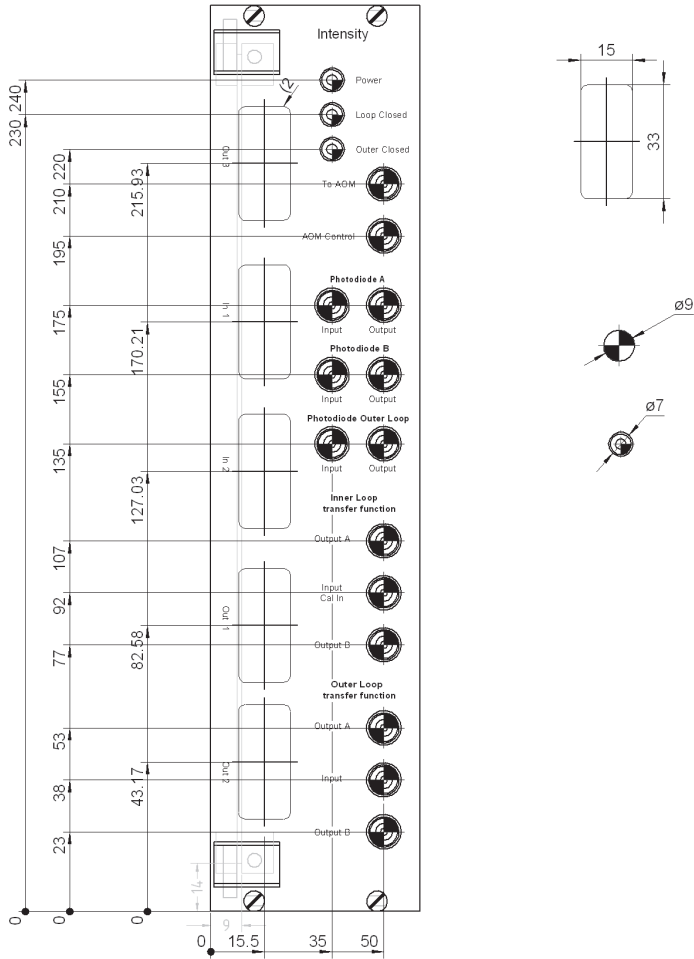 Intensity
Power
Loop Closed
Outer Closed
To AOM
AOM Control
Photodiode A
Input Output
Photodiode B
Input Output
Photodiode Outer Loop
Input Output
Inner Loop
transfer function
Output A
Input
Cal In
Output B
Outer Loop
transfer function
Output A
Input
Output B
Out 3
In 1
In 2
Out 1
Out 2
240
230
220
210
195
175
155
135
107
92
77
53
38
23
0
0
0
215.93
170.21
127.03
82.58
43.17
14
9
0 15.5 35 50
15
33
ø9
ø7